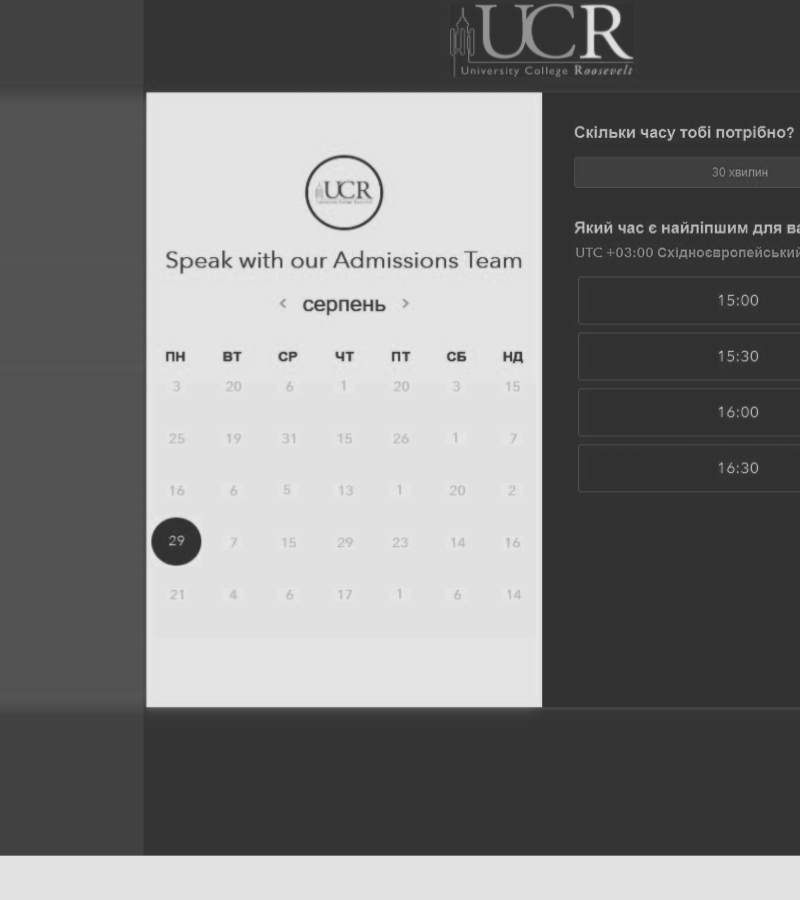 UCR
University College Roosevelt
UCR
Speak with our Admissions Team
< серпень >
ПН ВТ СР ЧТ ПТ СБ НД
3 20 6 1 20 3 15
25 19 31 15 26 1 7
16 6 5 13 1 20 2
29 7 15 29 23 14 16
21 4 6 17 1 6 14
Скільки часу тобі потрібно?
30 хвилин
Який час є найліпшим для ва
UTC +03:00 Східноєвропейський
15:00
15:30
16:00
16:30